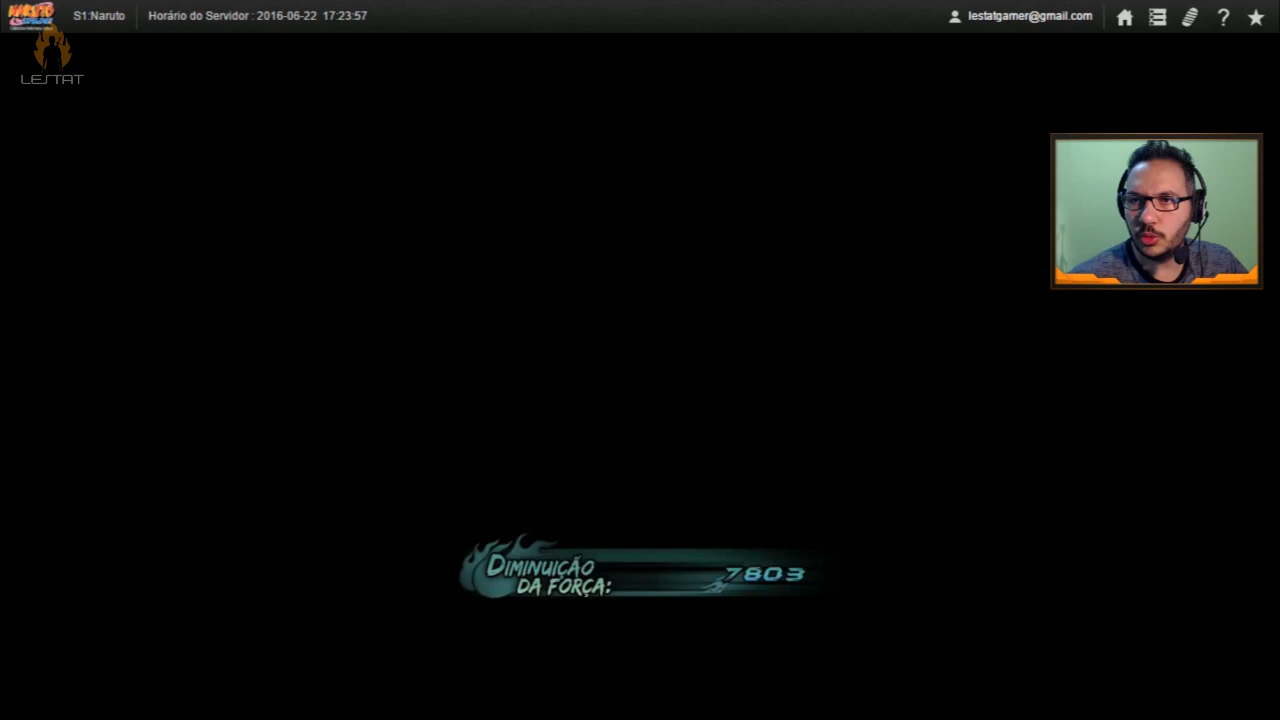 NARUTO
S1:Naruto
Horário do Servidor : 2016-06-22 17:23:57
lestatgamer@gmail.com
?
LESTAT
DIMINUIÇÃO
DA FORÇA:
7803